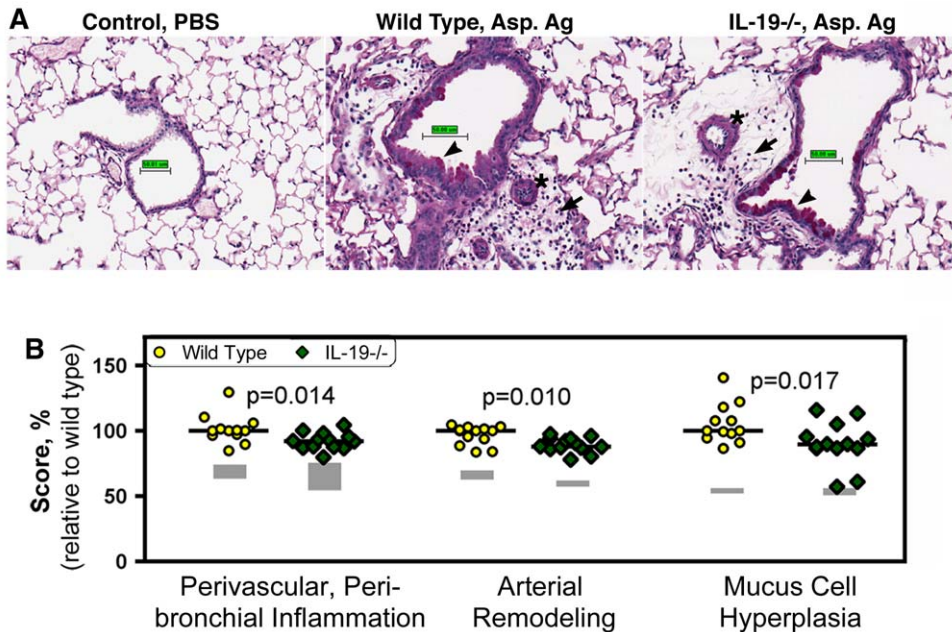 A
Control, PBS
Wild Type, Asp. Ag
IL-19-/-, Asp. Ag
*
*
B
Wild Type
IL-19-/-
150
100
50
0
Score, %
(relative to wild type)
p=0.014
p=0.010
p=0.017
Perivascular, Peri-
bronchial Inflammation
Arterial
Remodeling
Mucus Cell
Hyperplasia